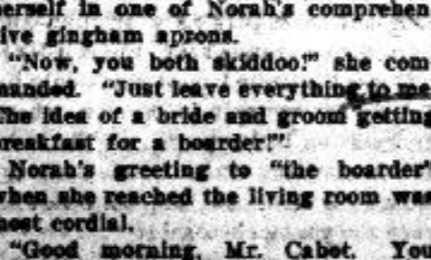 herself in one of Norah's comprehen
ive gingham aprons.
"Now, you both skiddoo!" she com
manded. "Just leave everything to me
The idea of a bride and groom getting
breakfast for a boarder!"
Norah's greeting to "the boarder"
when she reached the living room was
most cordial.
"Good morning, Mr. Cabot. You